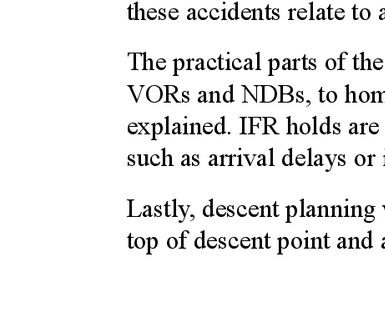 these accidents relate to a
The practical parts of the
VORs and NDBs, to hom
explained. IFR holds are
such as arrival delays or i
Lastly, descent planning v
top of descent point and a